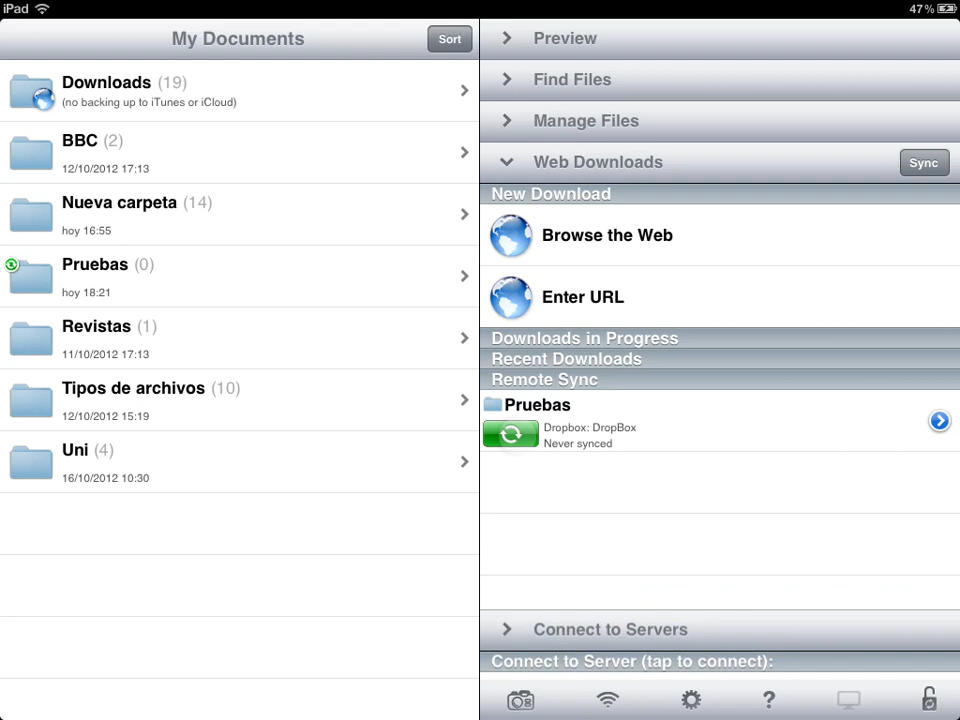 iPad
47%
My Documents
Sort
Downloads (19)
(no backing up to iTunes or iCloud)
BBC (2)
12/10/2012 17:13
Nueva carpeta (14)
hoy 16:55
Pruebas (0)
hoy 18:21
Revistas (1)
11/10/2012 17:13
Tipos de archivos (10)
12/10/2012 15:19
Uni (4)
16/10/2012 10:30
Preview
Find Files
Manage Files
Web Downloads
Sync
New Download
Browse the Web
Enter URL
Downloads in Progress
Recent Downloads
Remote Sync
Pruebas
Dropbox: DropBox
Never synced
Connect to Servers
Connect to Server (tap to connect):
?